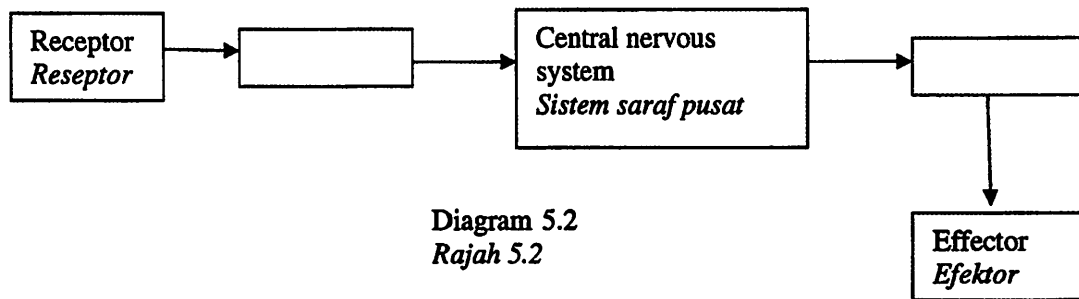 Receptor
Reseptor
Central nervous
system
Sistem saraf pusat
Diagram 5.2
Rajah 5.2
Effector
Efektor